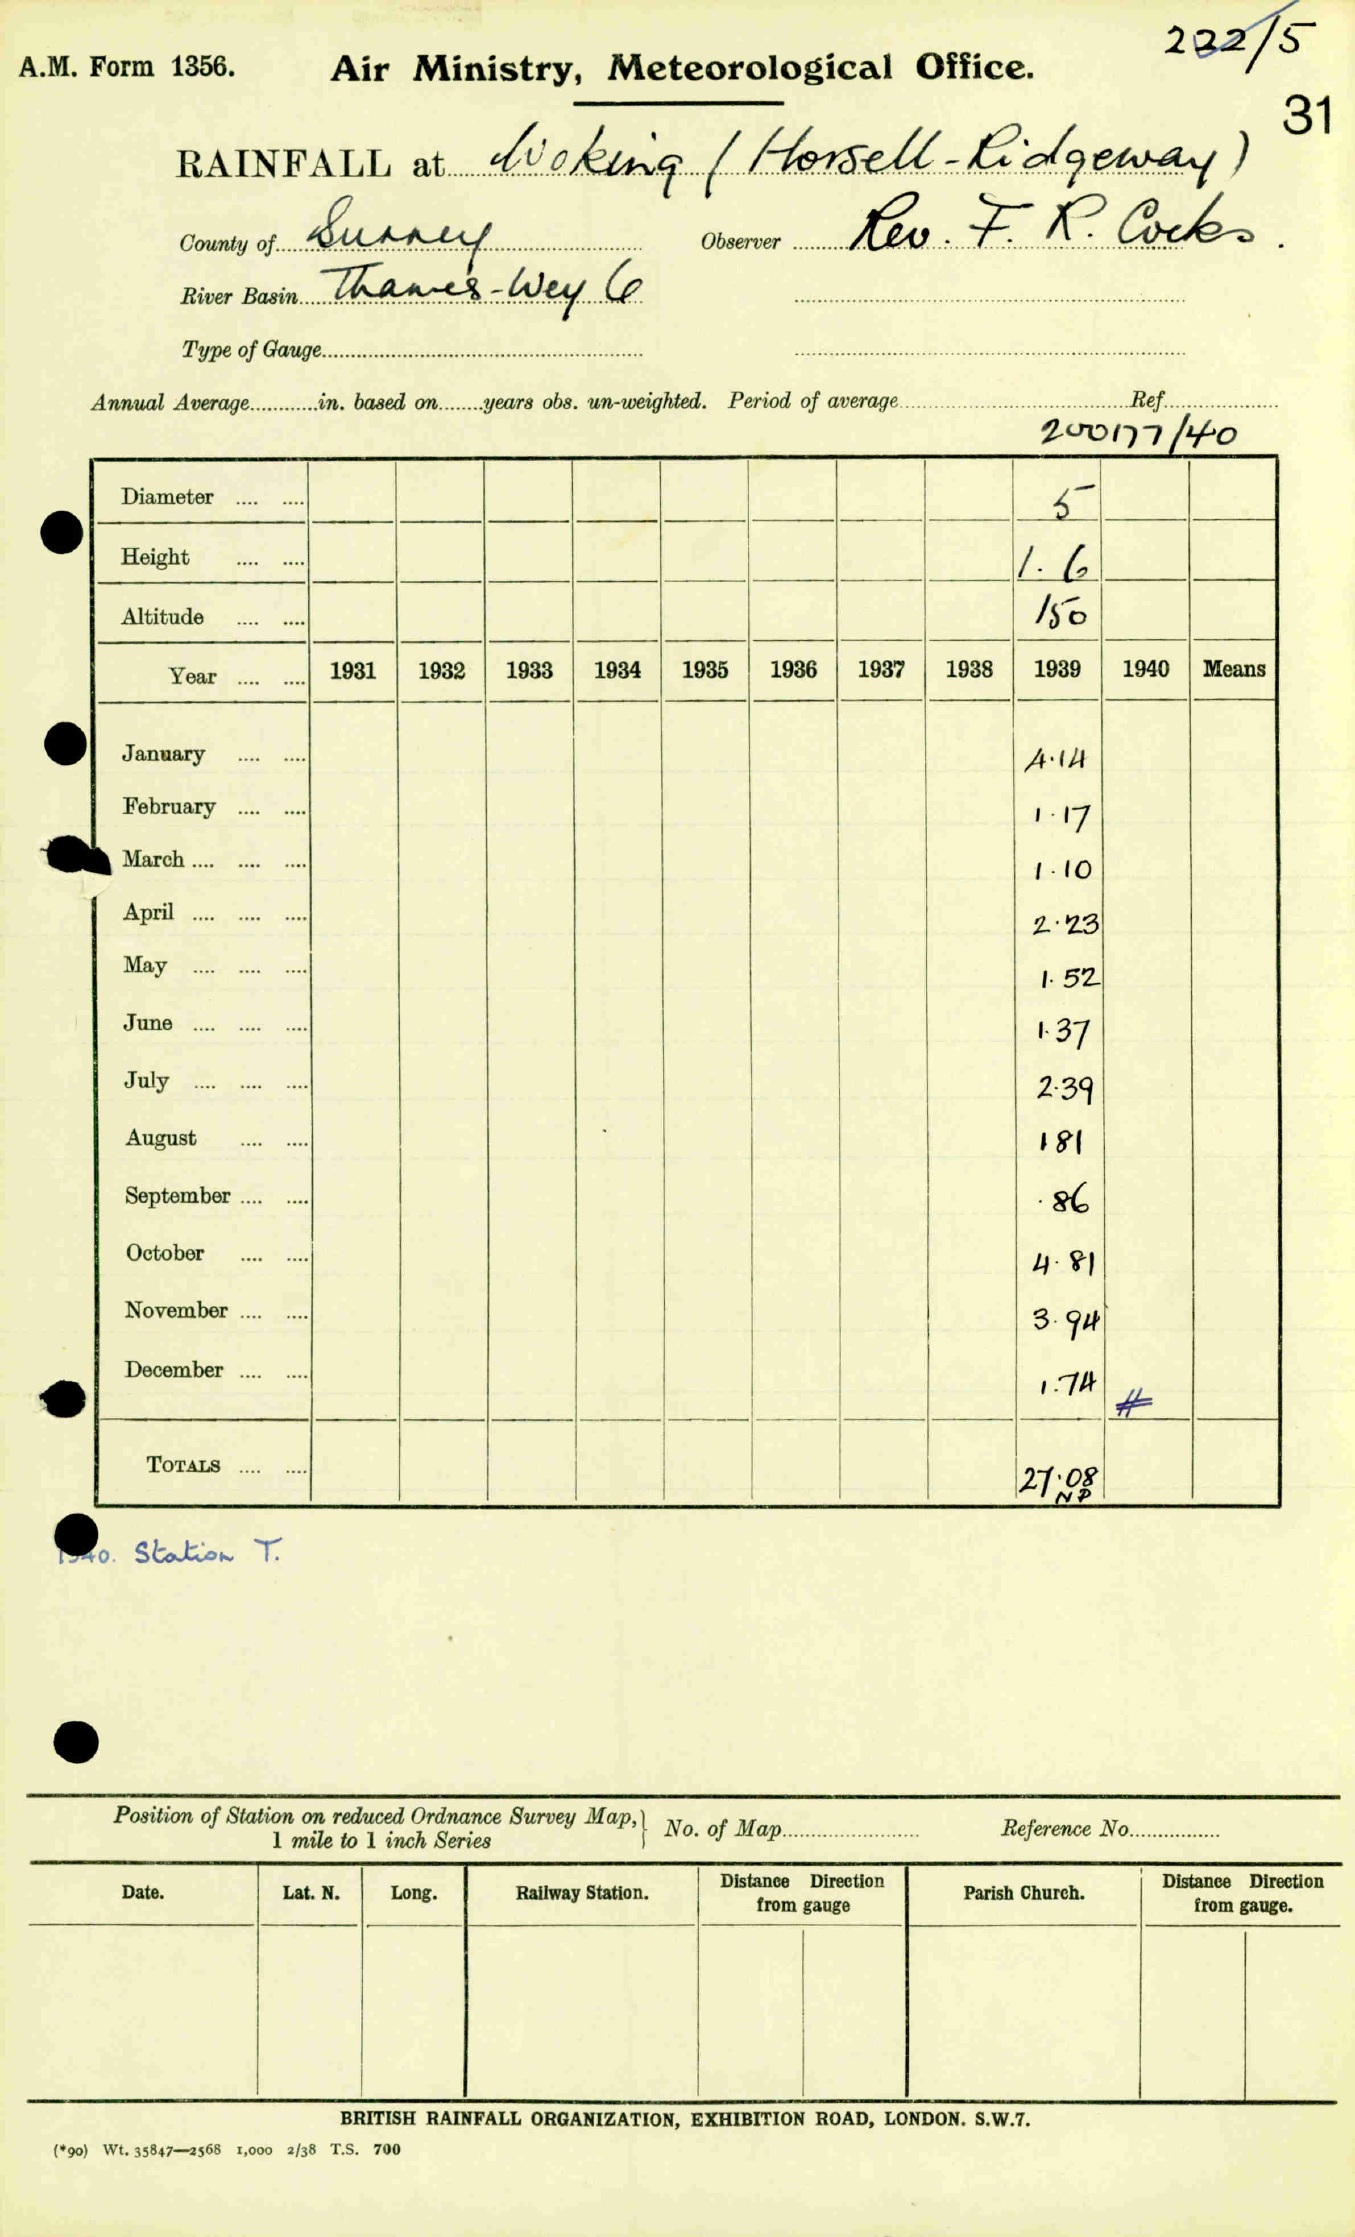 222/5
A.M. Form 1356. Air Ministry, Meteorological Office.
31
RAINFALL at Woking (Horsell-Ridgeway)
County of Surrey Observer Rev. F. R. Cocks.
River Basin Thames-Wey 6
Type of Gauge
Annual Average in. based on years obs. un-weighted. Period of average Ref.
200177/40
Diameter 5
Height 1.6
Altitude 150
Year 1931 1932 1933 1934 1935 1936 1937 1938 1939 1940 Means
January 4.14
February 1.17
March 1.10
April 2.23
May 1.52
June 1.37
July 2.39
August 1 81
September .86
October 4.81
November 3.94
December 1.74 #
TOTALS 27.08
NP
1940. Station T.
Position of Station on reduced Ordnance Survey Map, No. of Map Reference No.
1 mile to 1 inch Series
Date. Lat. N. Long. Railway Station. Distance Direction from gauge Parish Church. Distance Direction from gauge.
BRITISH RAINFALL ORGANIZATION, EXHIBITION ROAD, LONDON. S.W.7.
(*90) Wt. 35847—2568 1,000 2/38 T.S. 700